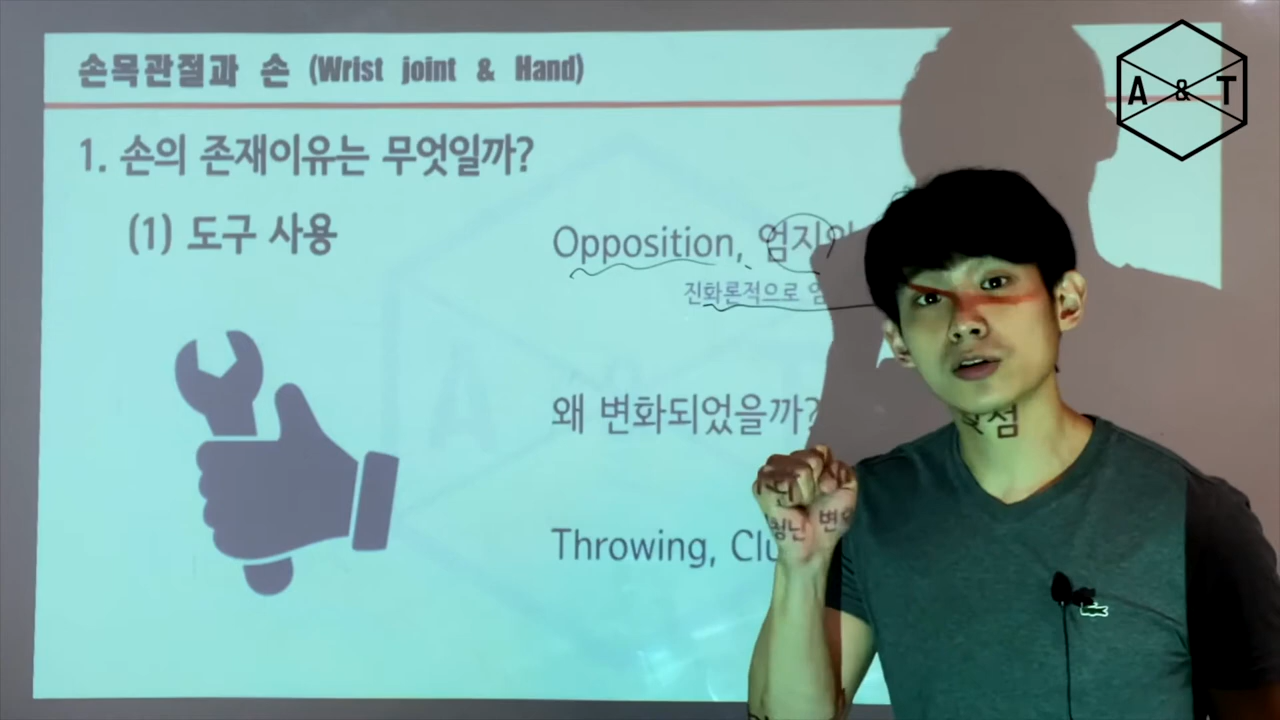 손목관절과 손 (Wrist joint & Hand)
A & T
1. 손의 존재이유는 무엇일까?
(1) 도구 사용
Opposition, 엄지의
진화론적으로
왜 변화되었을까?
Throwing,